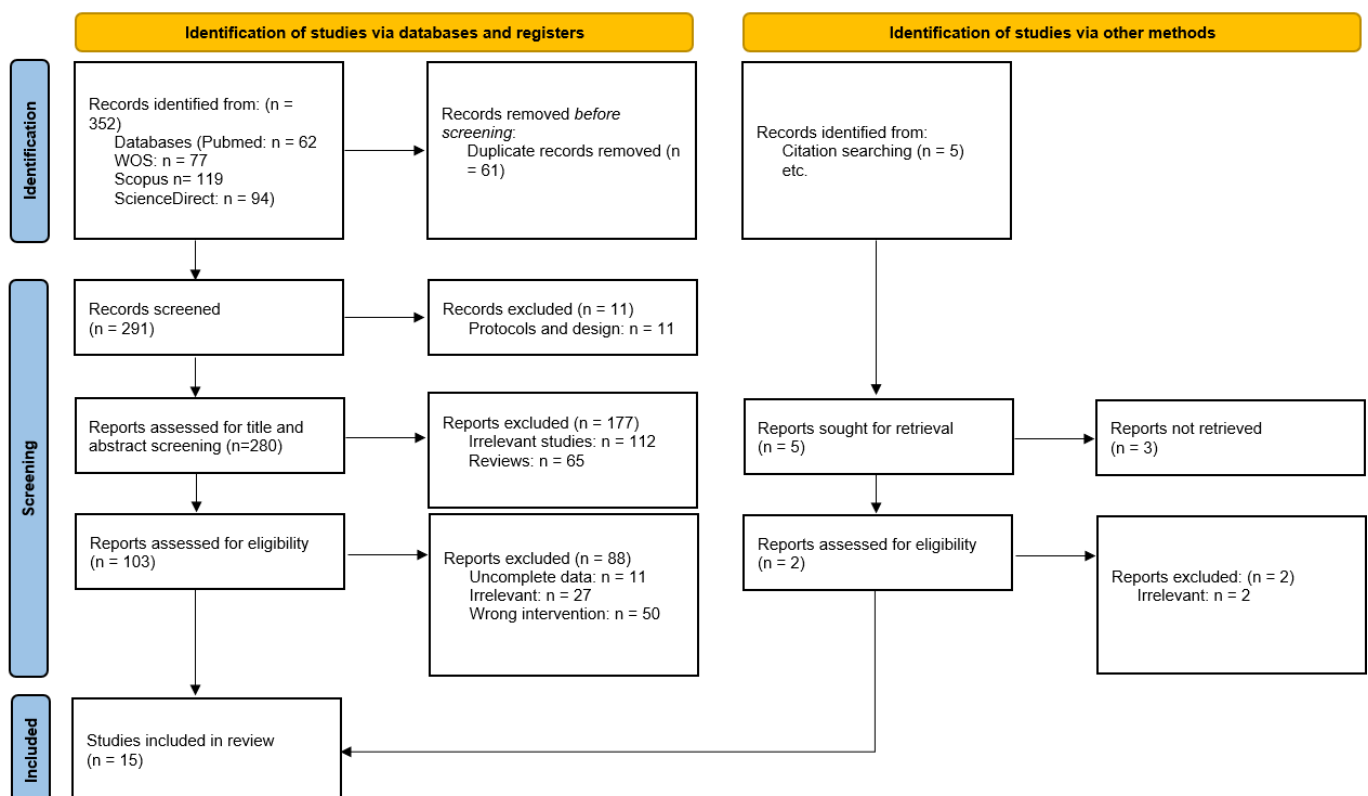 Identification of studies via databases and registers
Identification of studies via other methods
Identification
Records identified from: (n =
352)
Databases (Pubmed: n = 62
WOS: n = 77
Scopus n= 119
ScienceDirect: n = 94)
Records removed before
screening:
Duplicate records removed (n
= 61)
Records identified from:
Citation searching (n = 5)
etc.
Screening
Records screened
(n = 291)
Records excluded (n = 11)
Protocols and design: n = 11
Reports assessed for title and
abstract screening (n=280)
Reports excluded (n = 177)
Irrelevant studies: n = 112
Reviews: n = 65
Reports sought for retrieval
(n = 5)
Reports not retrieved
(n = 3)
Reports assessed for eligibility
(n = 103)
Reports excluded (n = 88)
Uncomplete data: n = 11
Irrelevant: n = 27
Wrong intervention: n = 50
Reports assessed for eligibility
(n = 2)
Reports excluded: (n = 2)
Irrelevant: n = 2
Included
Studies included in review
(n = 15)